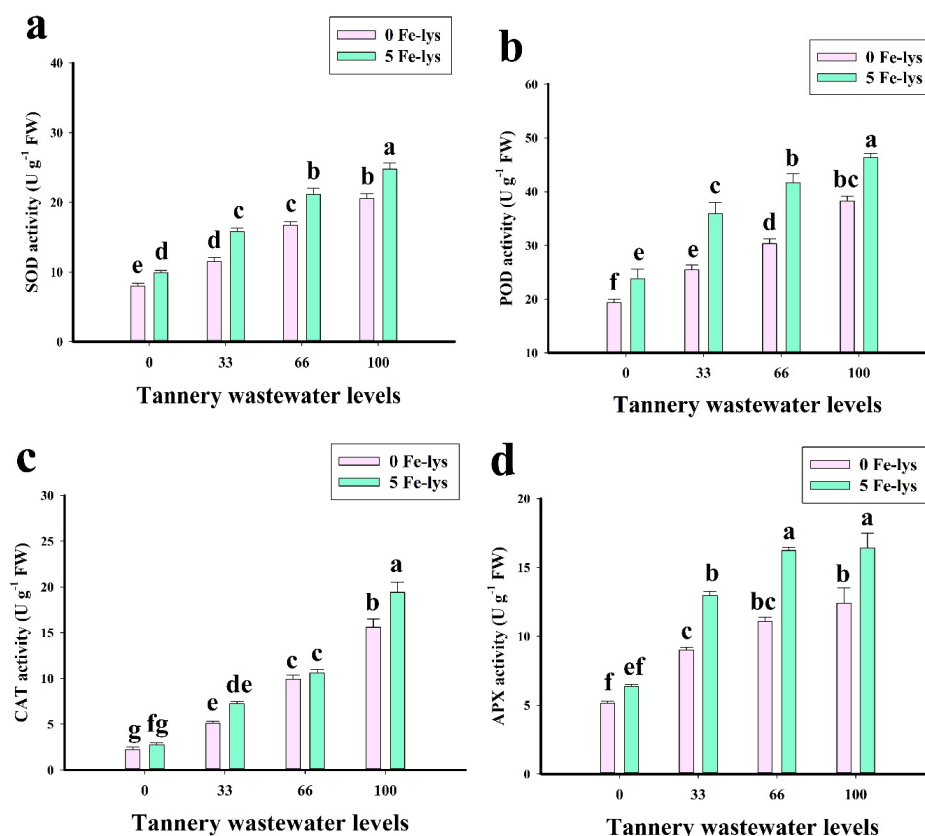 a
0 Fe-lys
5 Fe-lys
SOD activity (U g⁻¹ FW)
40
30
20
10
0
e
d
d
c
c
b
b
a
0
33
66
100
Tannery wastewater levels
b
0 Fe-lys
5 Fe-lys
POD activity (U g⁻¹ FW)
60
50
40
30
20
10
f
e
e
c
d
b
bc
a
0
33
66
100
Tannery wastewater levels
c
0 Fe-lys
5 Fe-lys
CAT activity (U g⁻¹ FW)
30
25
20
15
10
5
0
g
fg
e
de
c
c
b
a
0
33
66
100
Tannery wastewater levels
d
0 Fe-lys
5 Fe-lys
APX activity (U g⁻¹ FW)
20
15
10
5
0
f
ef
c
b
bc
a
b
a
0
33
66
100
Tannery wastewater levels